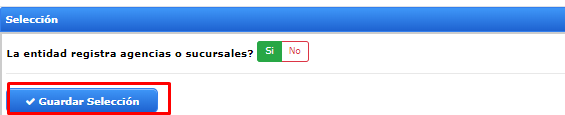 Selección
La entidad registra agencias o sucursales? Si No
Guardar Selección